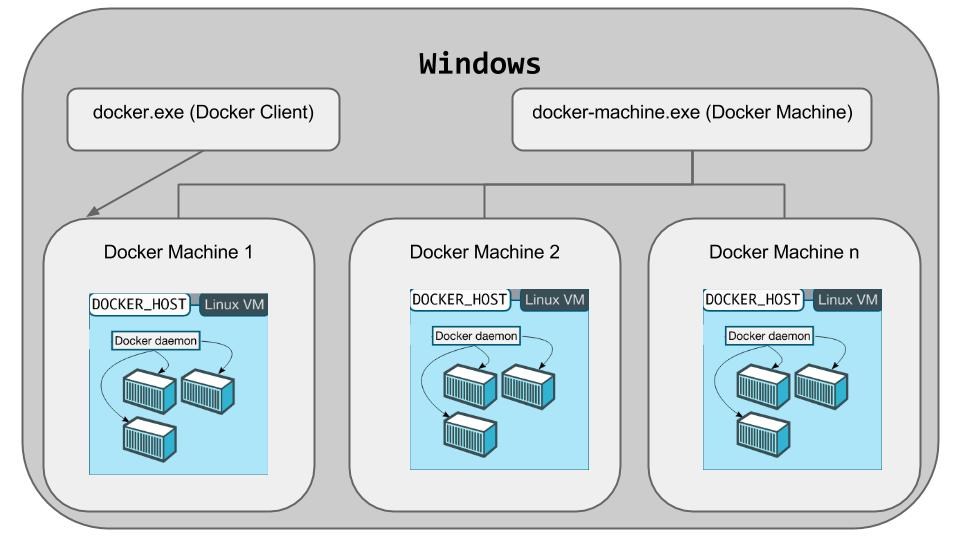 Windows
docker.exe (Docker Client)
docker-machine.exe (Docker Machine)
Docker Machine 1
Docker Machine 2
Docker Machine n
DOCKER_HOST
Linux VM
DOCKER_HOST
Linux VM
DOCKER_HOST
Linux VM
Docker daemon
Docker daemon
Docker daemon